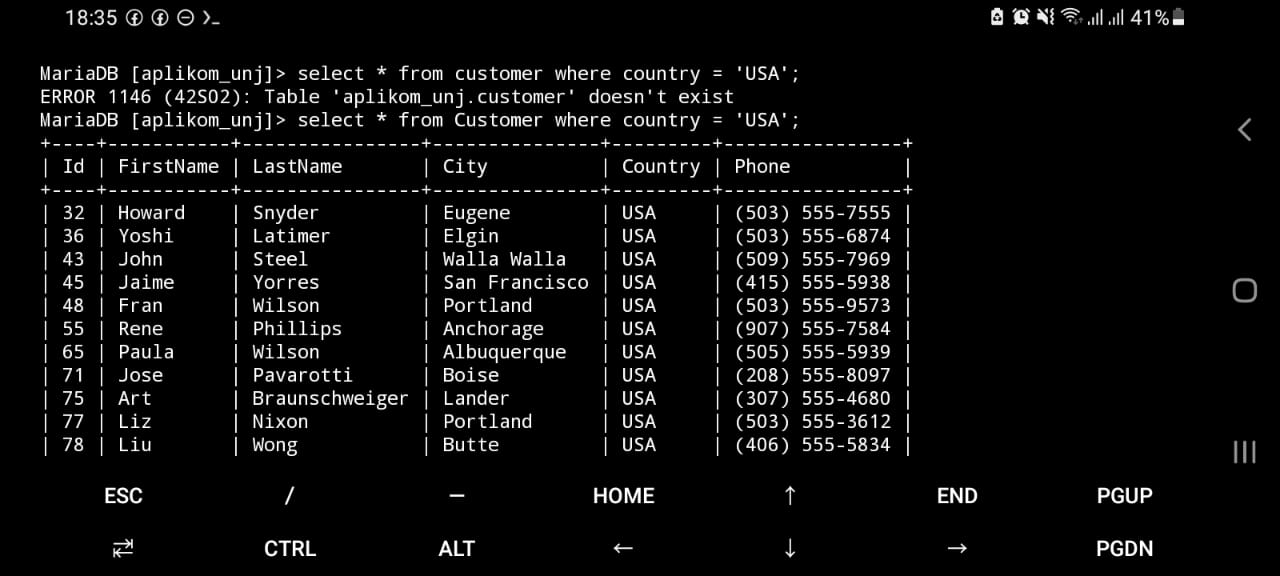 18:35 41%
MariaDB [aplikom_unj]> select * from customer where country = 'USA';
ERROR 1146 (42S02): Table 'aplikom_unj.customer' doesn't exist
MariaDB [aplikom_unj]> select * from Customer where country = 'USA';
+----+-----------+----------------+---------------+---------+----------------+
| Id | FirstName | LastName       | City          | Country | Phone          |
+----+-----------+----------------+---------------+---------+----------------+
| 32 | Howard    | Snyder         | Eugene        | USA     | (503) 555-7555 |
| 36 | Yoshi     | Latimer        | Elgin         | USA     | (503) 555-6874 |
| 43 | John      | Steel          | Walla Walla   | USA     | (509) 555-7969 |
| 45 | Jaime     | Yorres         | San Francisco | USA     | (415) 555-5938 |
| 48 | Fran      | Wilson         | Portland      | USA     | (503) 555-9573 |
| 55 | Rene      | Phillips       | Anchorage     | USA     | (907) 555-7584 |
| 65 | Paula     | Wilson         | Albuquerque   | USA     | (505) 555-5939 |
| 71 | Jose      | Pavarotti      | Boise         | USA     | (208) 555-8097 |
| 75 | Art       | Braunschweiger | Lander        | USA     | (307) 555-4680 |
| 77 | Liz       | Nixon          | Portland      | USA     | (503) 555-3612 |
| 78 | Liu       | Wong           | Butte         | USA     | (406) 555-5834 |
ESC / — HOME ↑ END PGUP
⇄ CTRL ALT ← ↓ → PGDN